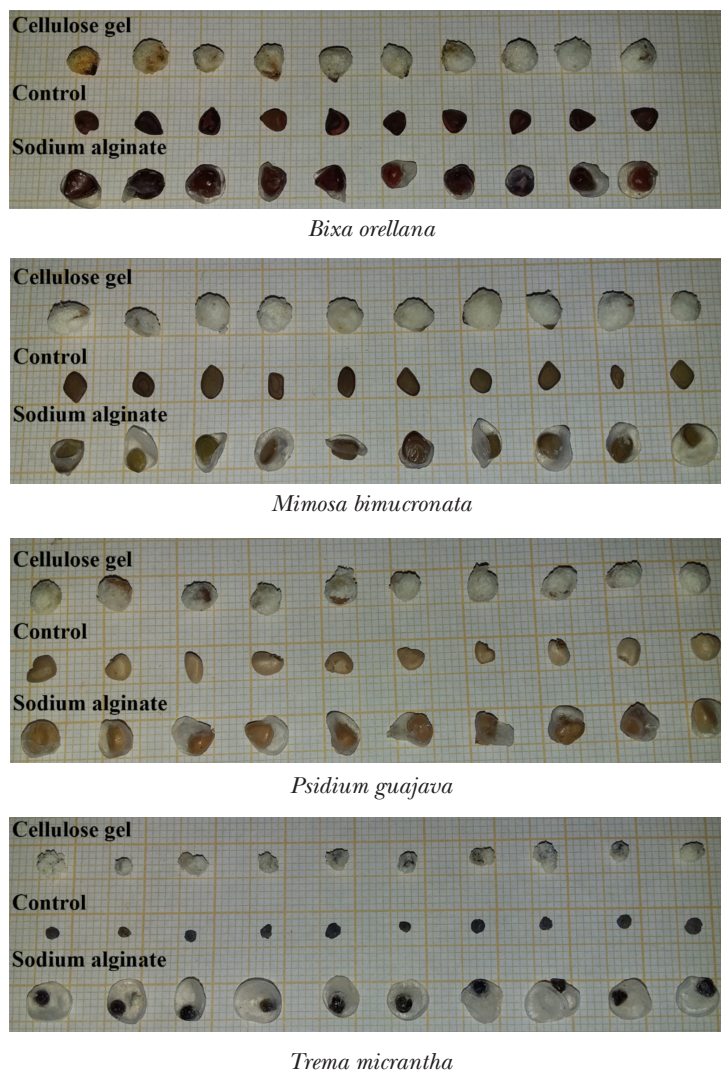 Cellulose gel
Control
Sodium alginate
Bixa orellana
Cellulose gel
Control
Sodium alginate
Mimosa bimucronata
Cellulose gel
Control
Sodium alginate
Psidium guajava
Cellulose gel
Control
Sodium alginate
Trema micrantha